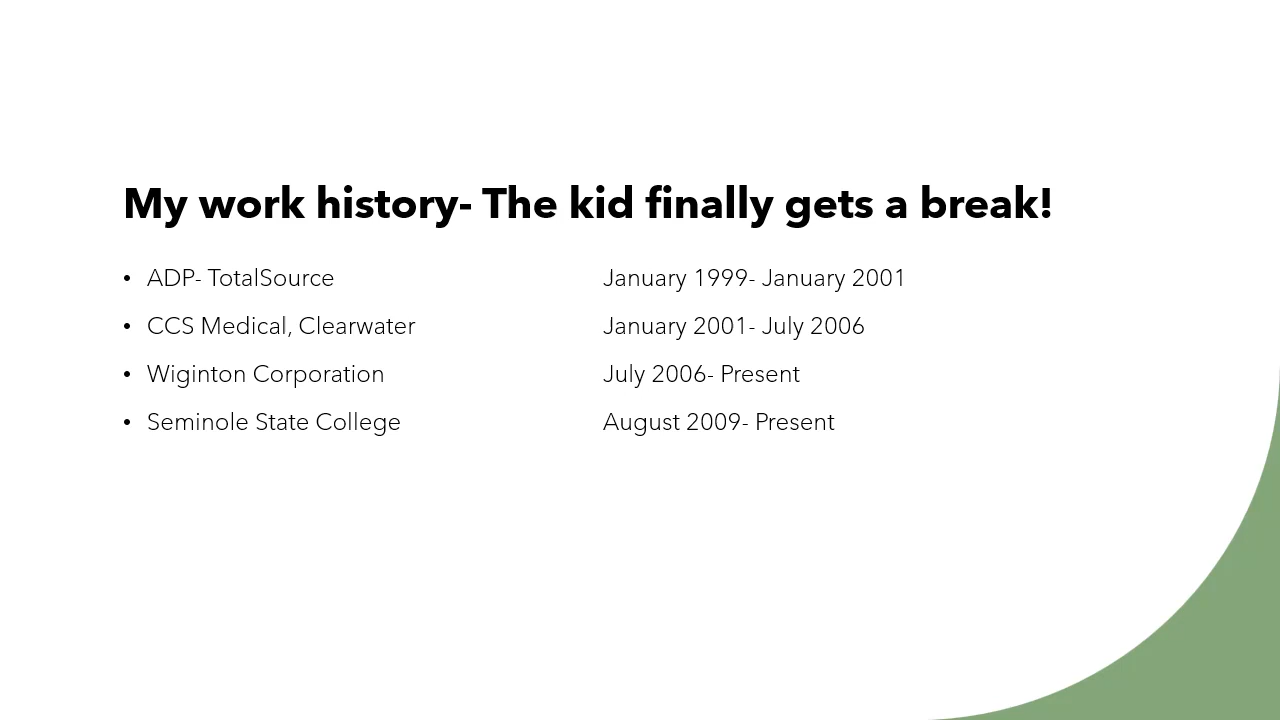 My work history- The kid finally gets a break!
• ADP- TotalSource January 1999- January 2001
• CCS Medical, Clearwater January 2001- July 2006
• Wiginton Corporation July 2006- Present
• Seminole State College August 2009- Present